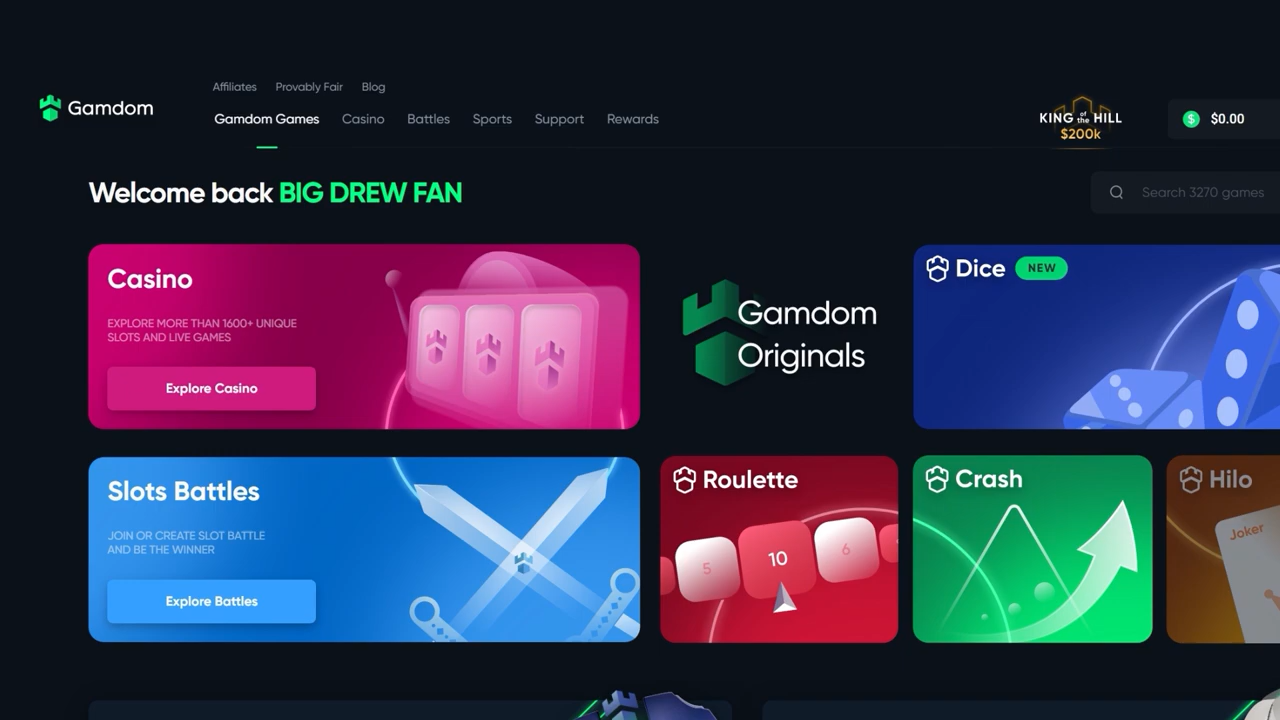 Affiliates Provably Fair Blog
Gamdom
Gamdom Games Casino Battles Sports Support Rewards
KING of the HILL
$200k
$ $0.00
Welcome back BIG DREW FAN
Search 3270 games
Casino
EXPLORE MORE THAN 1600+ UNIQUE
SLOTS AND LIVE GAMES
Explore Casino
Gamdom
Originals
Dice NEW
Slots Battles
JOIN OR CREATE SLOT BATTLE
AND BE THE WINNER
Explore Battles
Roulette
5 10 6
Crash
Hilo
Joker